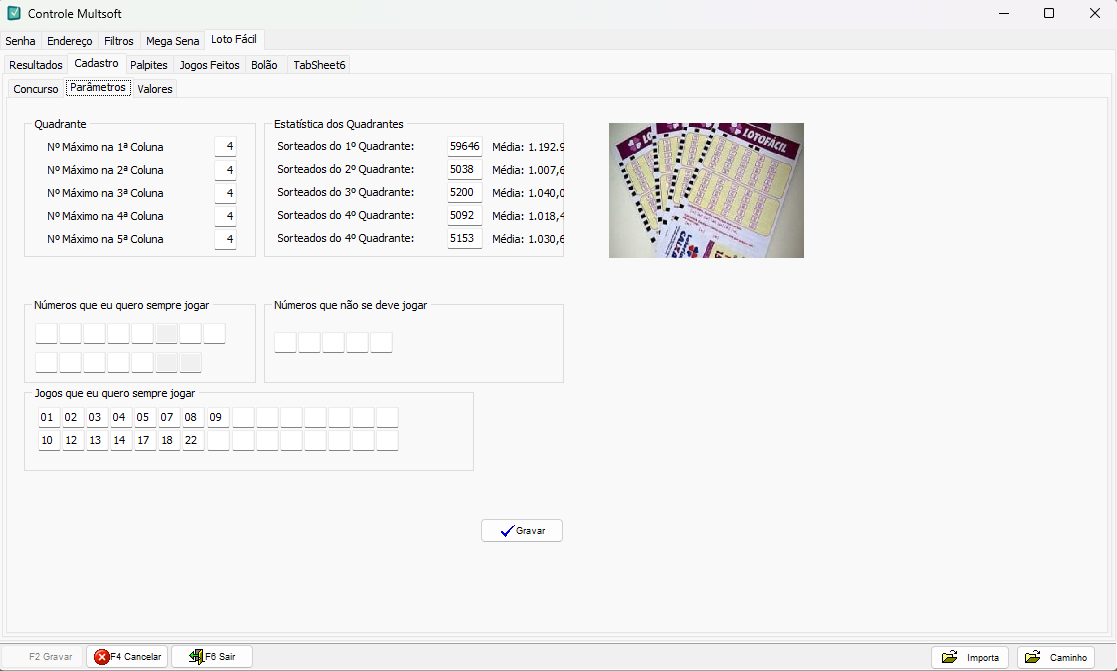 Controle Multsoft
Senha Endereço Filtros Mega Sena Loto Fácil
Resultados Cadastro Palpites Jogos Feitos Bolão TabSheet6
Concurso Parâmetros Valores
Quadrante
Nº Máximo na 1ª Coluna 4
Nº Máximo na 2ª Coluna 4
Nº Máximo na 3ª Coluna 4
Nº Máximo na 4ª Coluna 4
Nº Máximo na 5ª Coluna 4
Estatística dos Quadrantes
Sorteados do 1º Quadrante: 59646 Média: 1.192.9
Sorteados do 2º Quadrante: 5038 Média: 1.007,6
Sorteados do 3º Quadrante: 5200 Média: 1.040,0
Sorteados do 4º Quadrante: 5092 Média: 1.018,4
Sorteados do 4º Quadrante: 5153 Média: 1.030,6
LOTOFÁCIL
Números que eu quero sempre jogar
Números que não se deve jogar
Jogos que eu quero sempre jogar
01 02 03 04 05 07 08 09
10 12 13 14 17 18 22
Gravar
F2 Gravar F4 Cancelar F6 Sair Importa Caminho